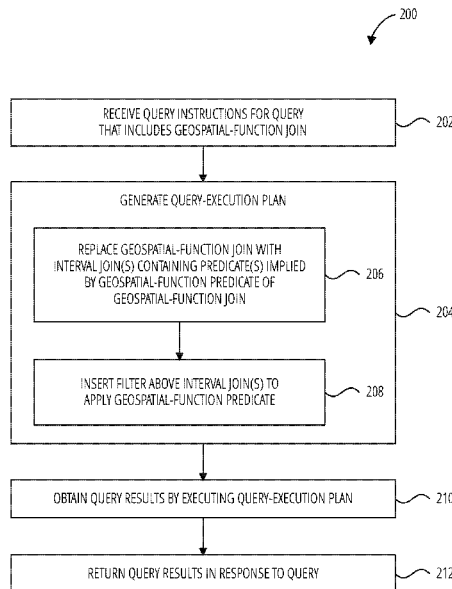 200
RECEIVE QUERY INSTRUCTIONS FOR QUERY
THAT INCLUDES GEOSPATIAL-FUNCTION JOIN
202
GENERATE QUERY-EXECUTION PLAN
REPLACE GEOSPATIAL-FUNCTION JOIN WITH
INTERVAL JOIN(S) CONTAINING PREDICATE(S) IMPLIED
BY GEOSPATIAL-FUNCTION PREDICATE OF
GEOSPATIAL-FUNCTION JOIN
206
204
INSERT FILTER ABOVE INTERVAL JOIN(S) TO
APPLY GEOSPATIAL-FUNCTION PREDICATE
208
OBTAIN QUERY RESULTS BY EXECUTING QUERY-EXECUTION PLAN
210
RETURN QUERY RESULTS IN RESPONSE TO QUERY
212